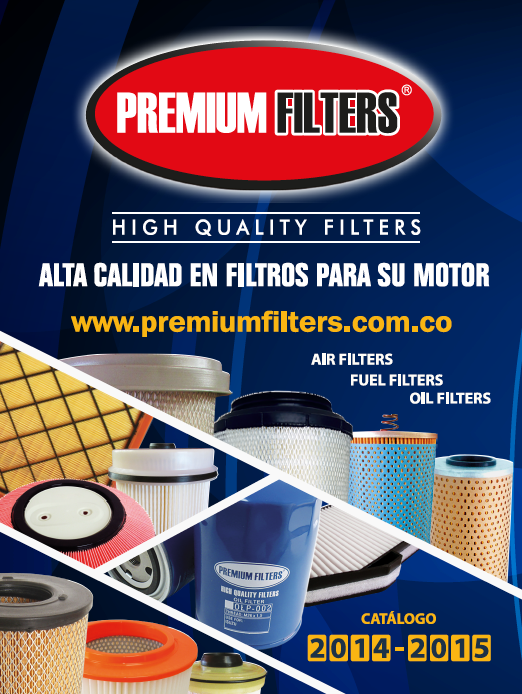 PREMIUM FILTERS®
HIGH QUALITY FILTERS
ALTA CALIDAD EN FILTROS PARA SU MOTOR
www.premiumfilters.com.co
AIR FILTERS
FUEL FILTERS
OIL FILTERS
PREMIUM FILTERS
HIGH QUALITY FILTERS
OIL FILTER
OLP-002
CATÁLOGO
2014-2015